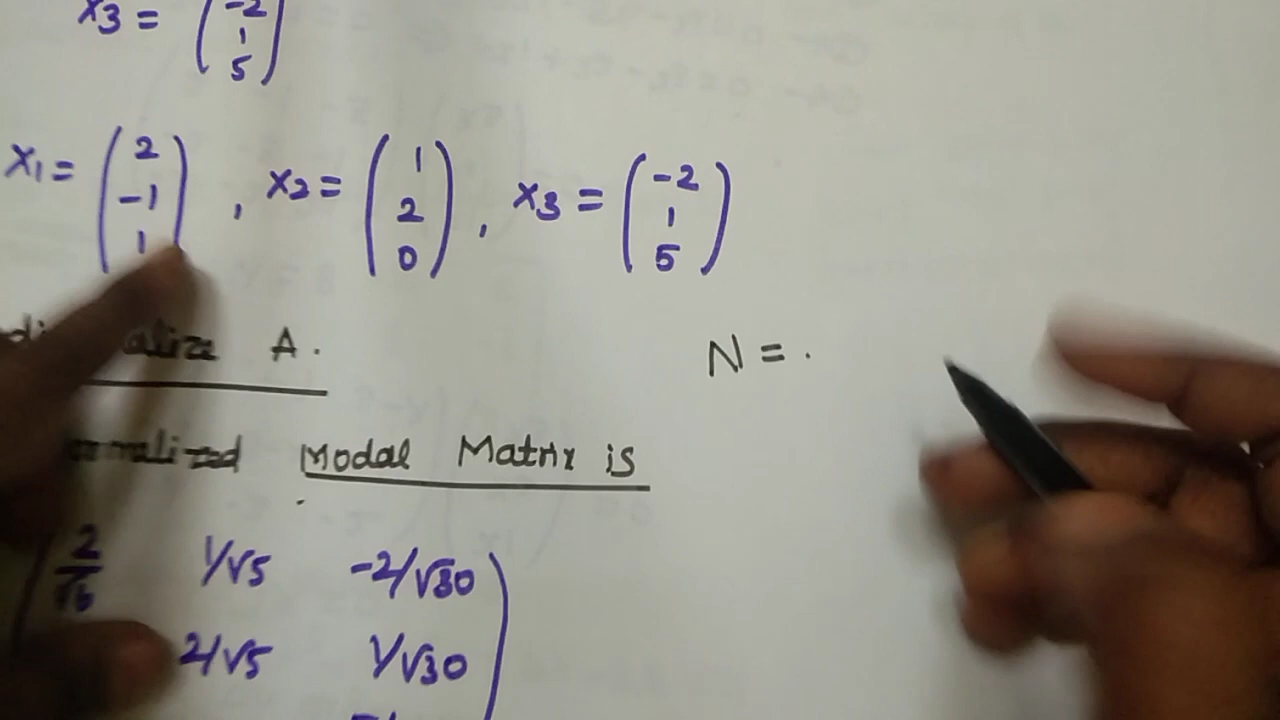 x3 = (-2
1
5)
x1 = (2 -1 1), x2 = (1 2 0), x3 = (-2 1 5)
A.
N = .
Modal Matrix is
2/√6 1/√5 -2/√30
2/√5 1/√30